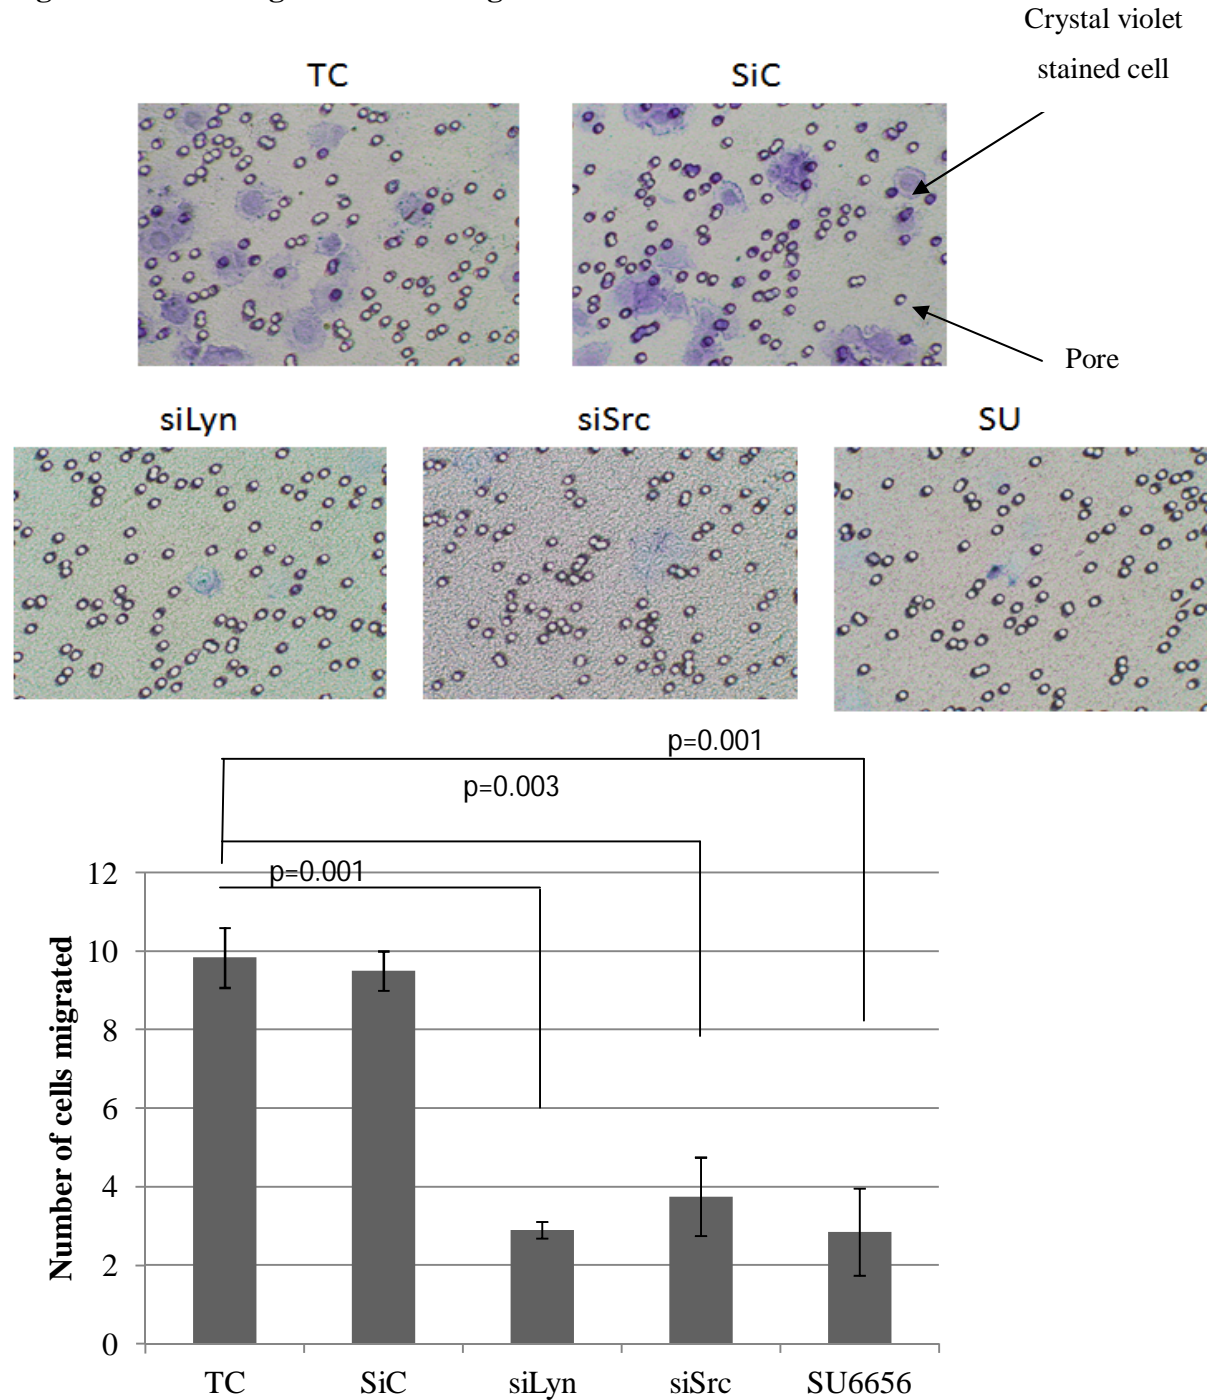 Crystal violet
stained cell
TC
SiC
Pore
siLyn
siSrc
SU
p=0.001
p=0.003
p=0.001
12
10
8
6
4
2
0
Number of cells migrated
TC
SiC
siLyn
siSrc
SU6656